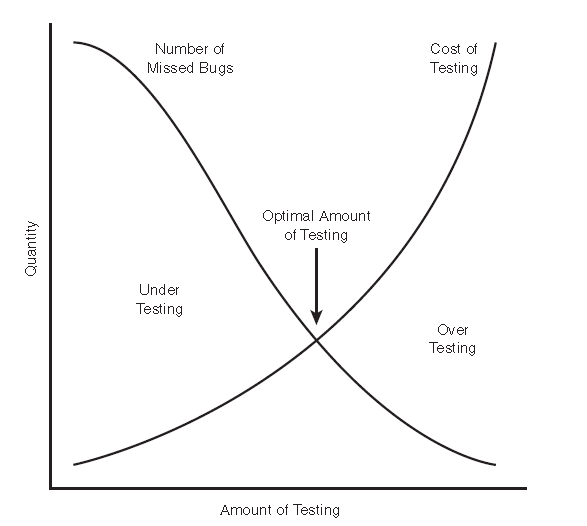 Number of
Missed Bugs
Cost of
Testing
Optimal Amount
of Testing
Quantity
Under
Testing
Over
Testing
Amount of Testing